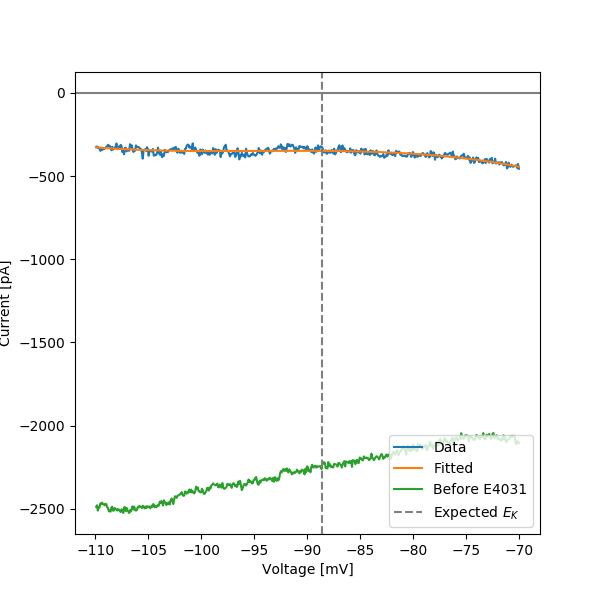 0
−500
−1000
−1500
−2000
−2500
Current [pA]
−110
−105
−100
−95
−90
−85
−80
−75
−70
Voltage [mV]
Data
Fitted
Before E4031
Expected E_K